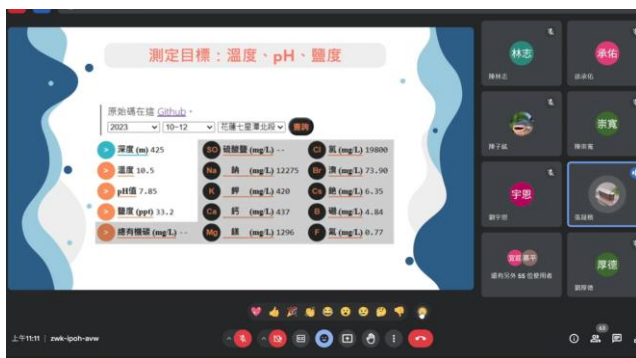 測定目標：溫度、pH、鹽度
原始碼在這 Github。
2023 10-12 花蓮七星潭北段 查詢
> 深度 (m) 425
SO 硫酸鹽 (mg/L) --
Cl 氯 (mg/L) 19800
> 溫度 10.5
Na 鈉 (mg/L) 12275
Br 溴 (mg/L) 73.90
> pH值 7.85
K 鉀 (mg/L) 420
Cs 銫 (mg/L) 6.35
> 鹽度 (ppt) 33.2
Ca 鈣 (mg/L) 437
B 硼 (mg/L) 4.84
> 總有機碳 (mg/L) --
Mg 鎂 (mg/L) 1296
F 氟 (mg/L) 0.77
林志
承佑
崇寬
宇恩
還有另外 55 位使用者
厚德
上午11:11 | zwk-ipoh-avw